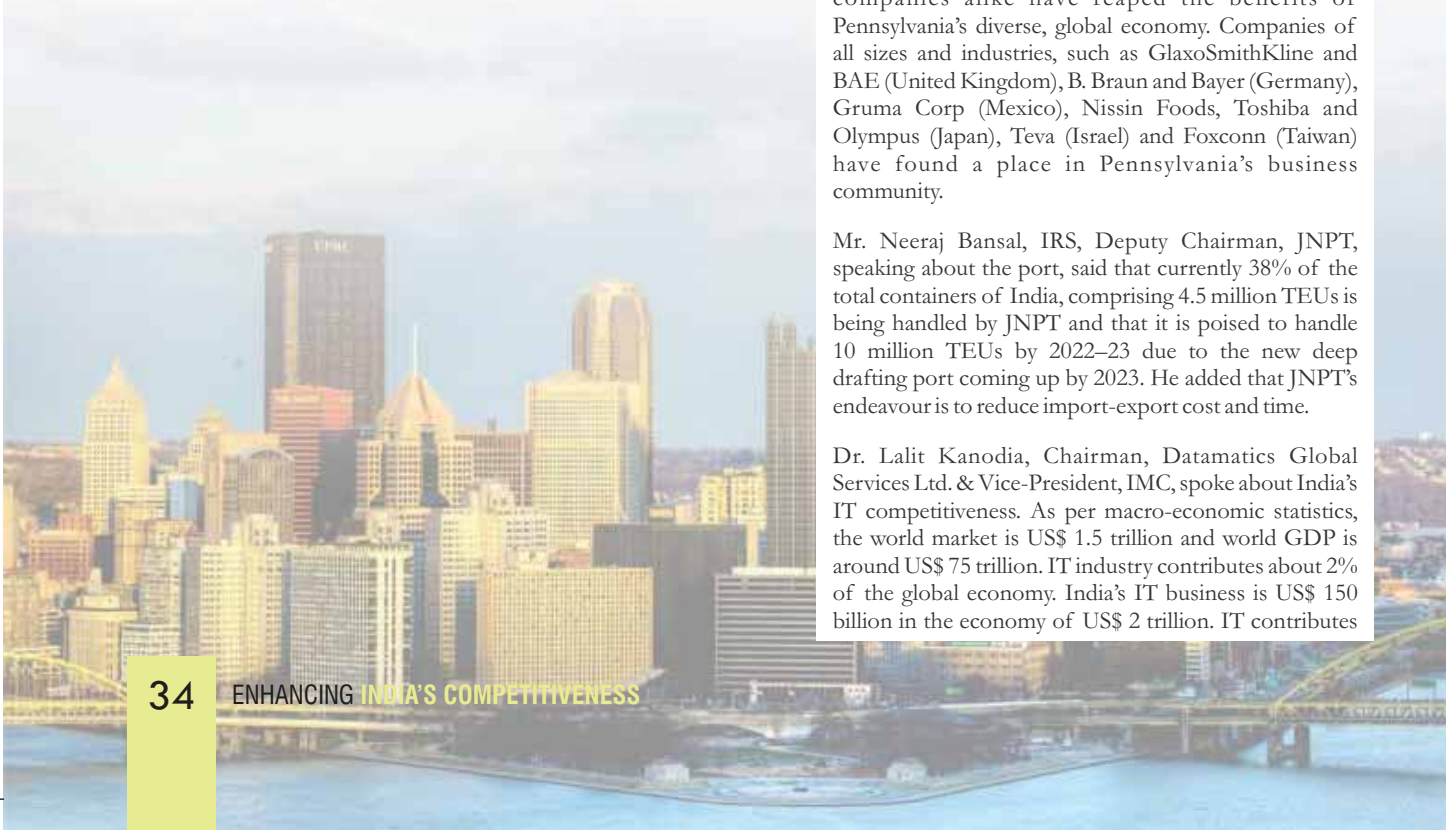 companies alike have reaped the benefits of
Pennsylvania’s diverse, global economy. Companies of
all sizes and industries, such as GlaxoSmithKline and
BAE (United Kingdom), B. Braun and Bayer (Germany),
Gruma Corp (Mexico), Nissin Foods, Toshiba and
Olympus (Japan), Teva (Israel) and Foxconn (Taiwan)
have found a place in Pennsylvania’s business
community.
Mr. Neeraj Bansal, IRS, Deputy Chairman, JNPT,
speaking about the port, said that currently 38% of the
total containers of India, comprising 4.5 million TEUs is
being handled by JNPT and that it is poised to handle
10 million TEUs by 2022–23 due to the new deep
drafting port coming up by 2023. He added that JNPT’s
endeavour is to reduce import-export cost and time.
Dr. Lalit Kanodia, Chairman, Datamatics Global
Services Ltd. & Vice-President, IMC, spoke about India’s
IT competitiveness. As per macro-economic statistics,
the world market is US$ 1.5 trillion and world GDP is
around US$ 75 trillion. IT industry contributes about 2%
of the global economy. India’s IT business is US$ 150
billion in the economy of US$ 2 trillion. IT contributes
34 ENHANCING INDIA’S COMPETITIVENESS